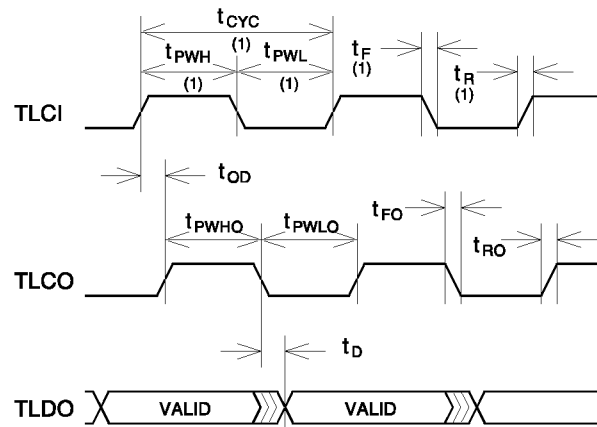 tCYC
(1)
tPWH
(1)
tPWL
(1)
tF
(1)
tR
(1)
TLCI
tOD
tPWHO
tPWLO
tFO
tRO
TLCO
tD
TLDO
VALID
VALID